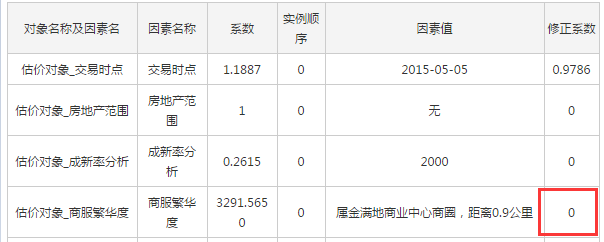 对象名称及因素名 因素名称 系数 实例顺序 因素值 修正系数
估价对象_交易时点 交易时点 1.1887 0 2015-05-05 0.9786
估价对象_房地产范围 房地产范围 1 0 无 0
估价对象_成新率分析 成新率分析 0.2615 0 2000 0
估价对象_商服繁华度 商服繁华度 3291.5650 0 属金满地商业中心商圈，距离0.9公里 0